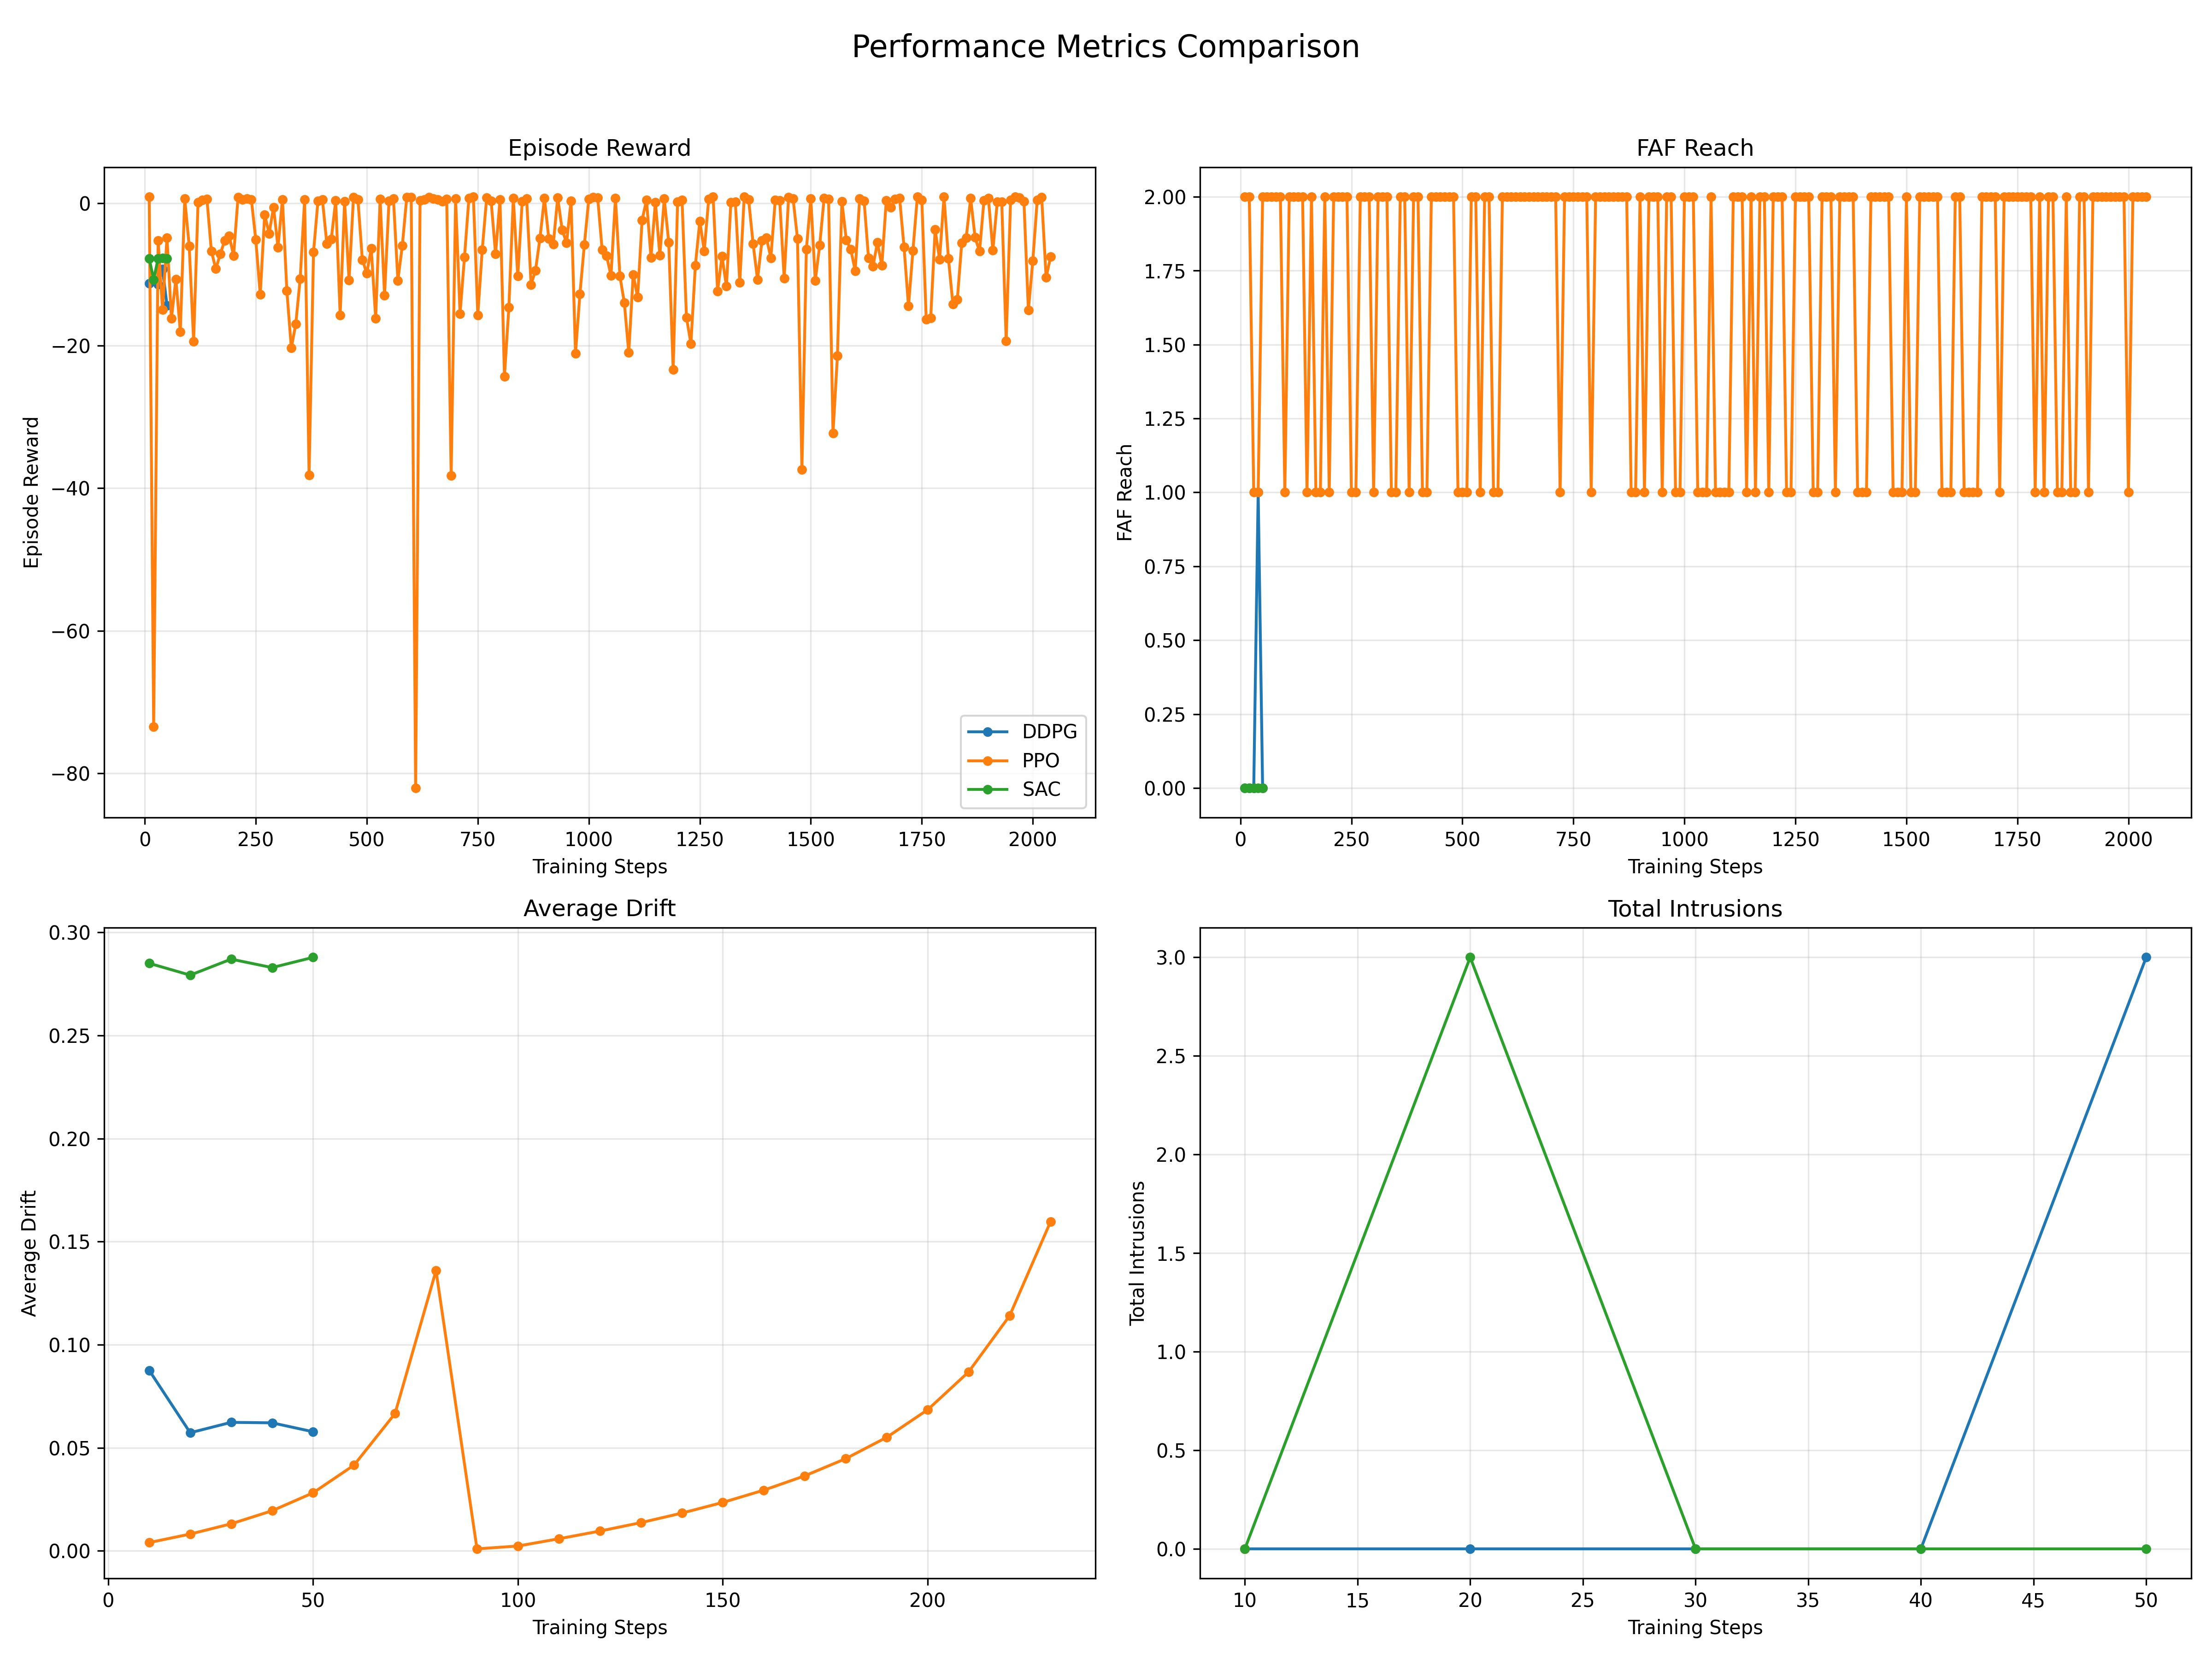 Performance Metrics Comparison
Episode Reward
Episode Reward
0
−20
−40
−60
−80
0 250 500 750 1000 1250 1500 1750 2000
Training Steps
DDPG
PPO
SAC
FAF Reach
FAF Reach
2.00
1.75
1.50
1.25
1.00
0.75
0.50
0.25
0.00
0 250 500 750 1000 1250 1500 1750 2000
Training Steps
Average Drift
Average Drift
0.30
0.25
0.20
0.15
0.10
0.05
0.00
0 50 100 150 200
Training Steps
Total Intrusions
Total Intrusions
3.0
2.5
2.0
1.5
1.0
0.5
0.0
10 15 20 25 30 35 40 45 50
Training Steps